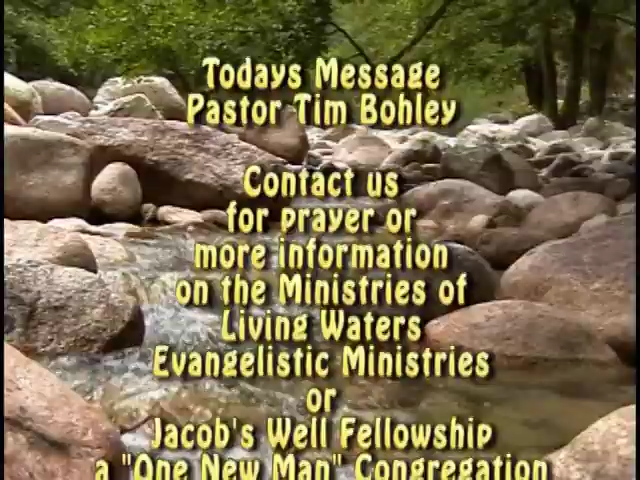 Todays Message
Pastor Tim Bohley
Contact us
for prayer or
more information
on the Ministries of
Living Waters
Evangelistic Ministries
or
Jacob's Well Fellowship
a "One New Man" Congregation